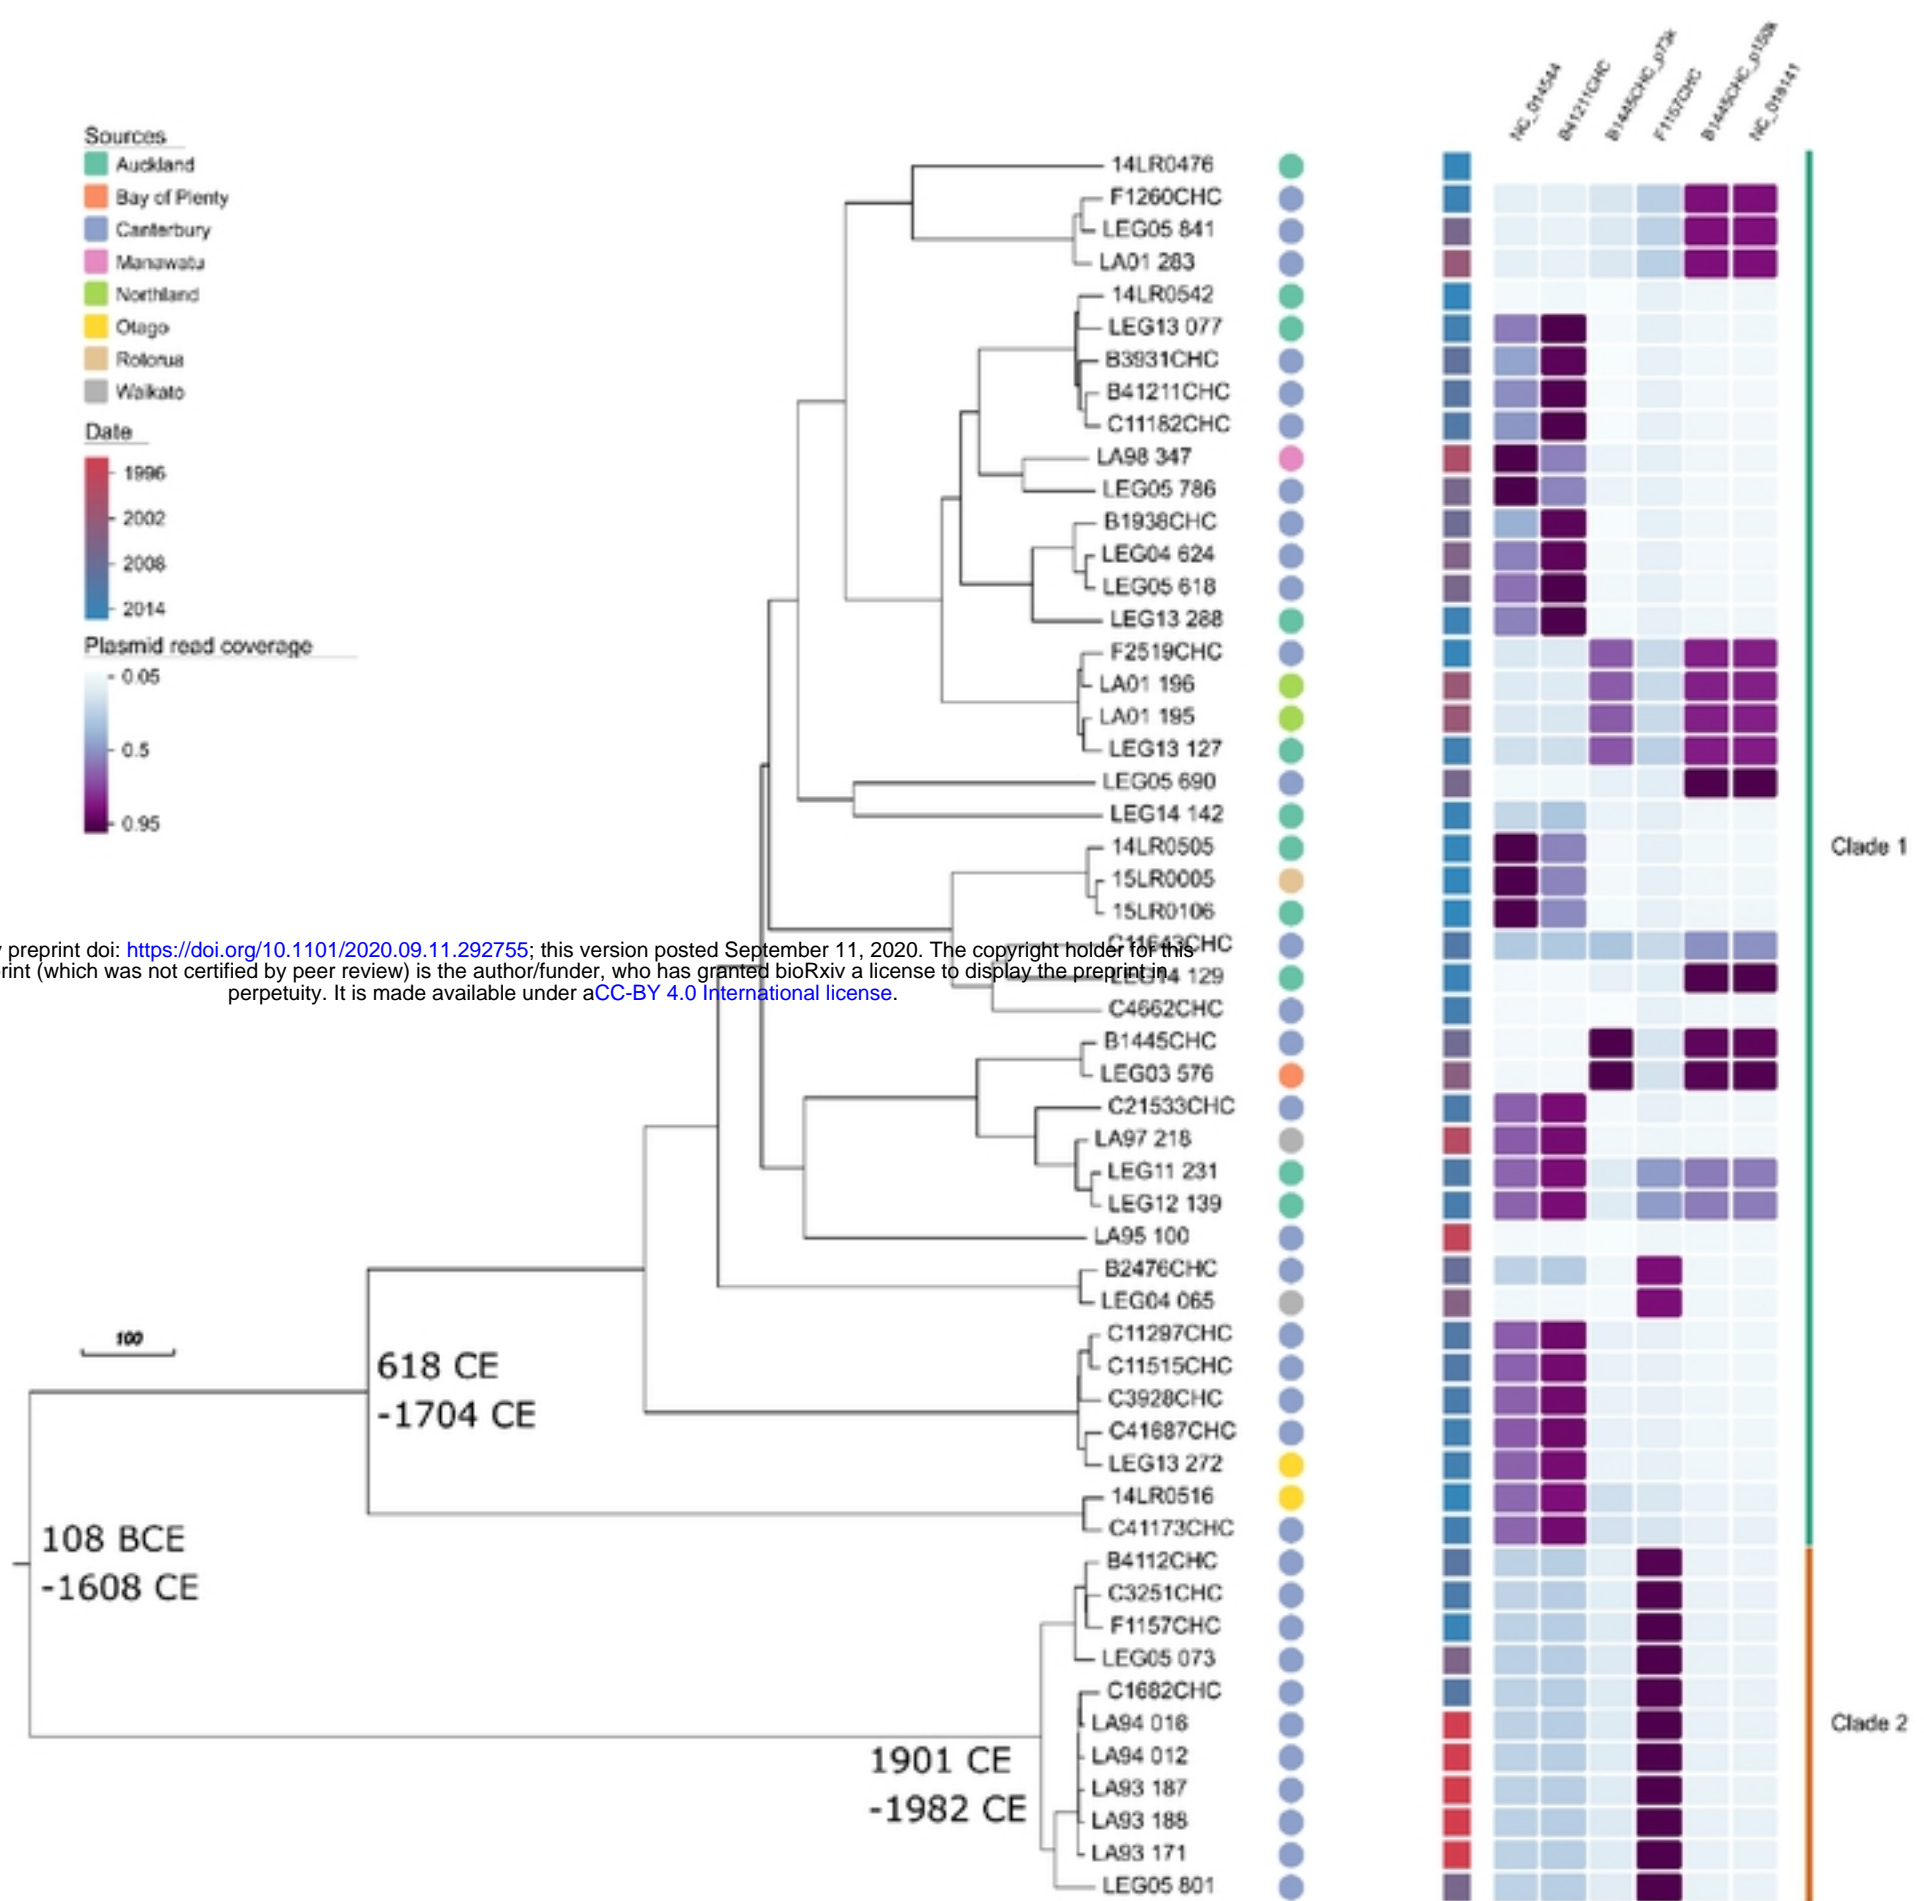 NC_014544
B41211CHC
B1445CHC_p73k
F1157CHC
B1445CHC_p150k
NC_018141
Sources
Auckland
Bay of Plenty
Canterbury
Manawatu
Northland
Otago
Rotorua
Waikato
Date
1996
2002
2008
2014
Plasmid read coverage
0.05
0.5
0.95
14LR0476
F1260CHC
LEG05 841
LA01 283
14LR0542
LEG13 077
B3931CHC
B41211CHC
C11182CHC
LA98 347
LEG05 786
B1938CHC
LEG04 624
LEG05 618
LEG13 288
F2519CHC
LA01 196
LA01 195
LEG13 127
LEG05 690
LEG14 142
14LR0505
15LR0005
15LR0106
C11643CHC
LEG14 129
C4662CHC
B1445CHC
LEG03 576
C21533CHC
LA97 218
LEG11 231
LEG12 139
LA95 100
B2476CHC
LEG04 065
C11297CHC
C11515CHC
C3928CHC
C41687CHC
LEG13 272
14LR0516
C41173CHC
B4112CHC
C3251CHC
F1157CHC
LEG05 073
C1682CHC
LA94 016
LA94 012
LA93 187
LA93 188
LA93 171
LEG05 801
Clade 1
Clade 2
preprint doi: https://doi.org/10.1101/2020.09.11.292755; this version posted September 11, 2020. The copyright holder for this
print (which was not certified by peer review) is the author/funder, who has granted bioRxiv a license to display the preprint in
perpetuity. It is made available under aCC-BY 4.0 International license.
100
618 CE
-1704 CE
108 BCE
-1608 CE
1901 CE
-1982 CE